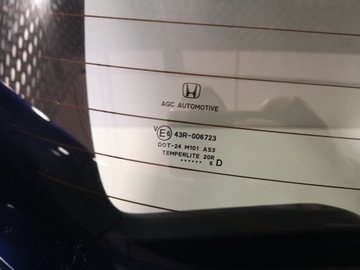 AGC AUTOMOTIVE
V E6 43R-006723
DOT-24 M101 AS3
TEMPERLITE 20R
...... 6 D